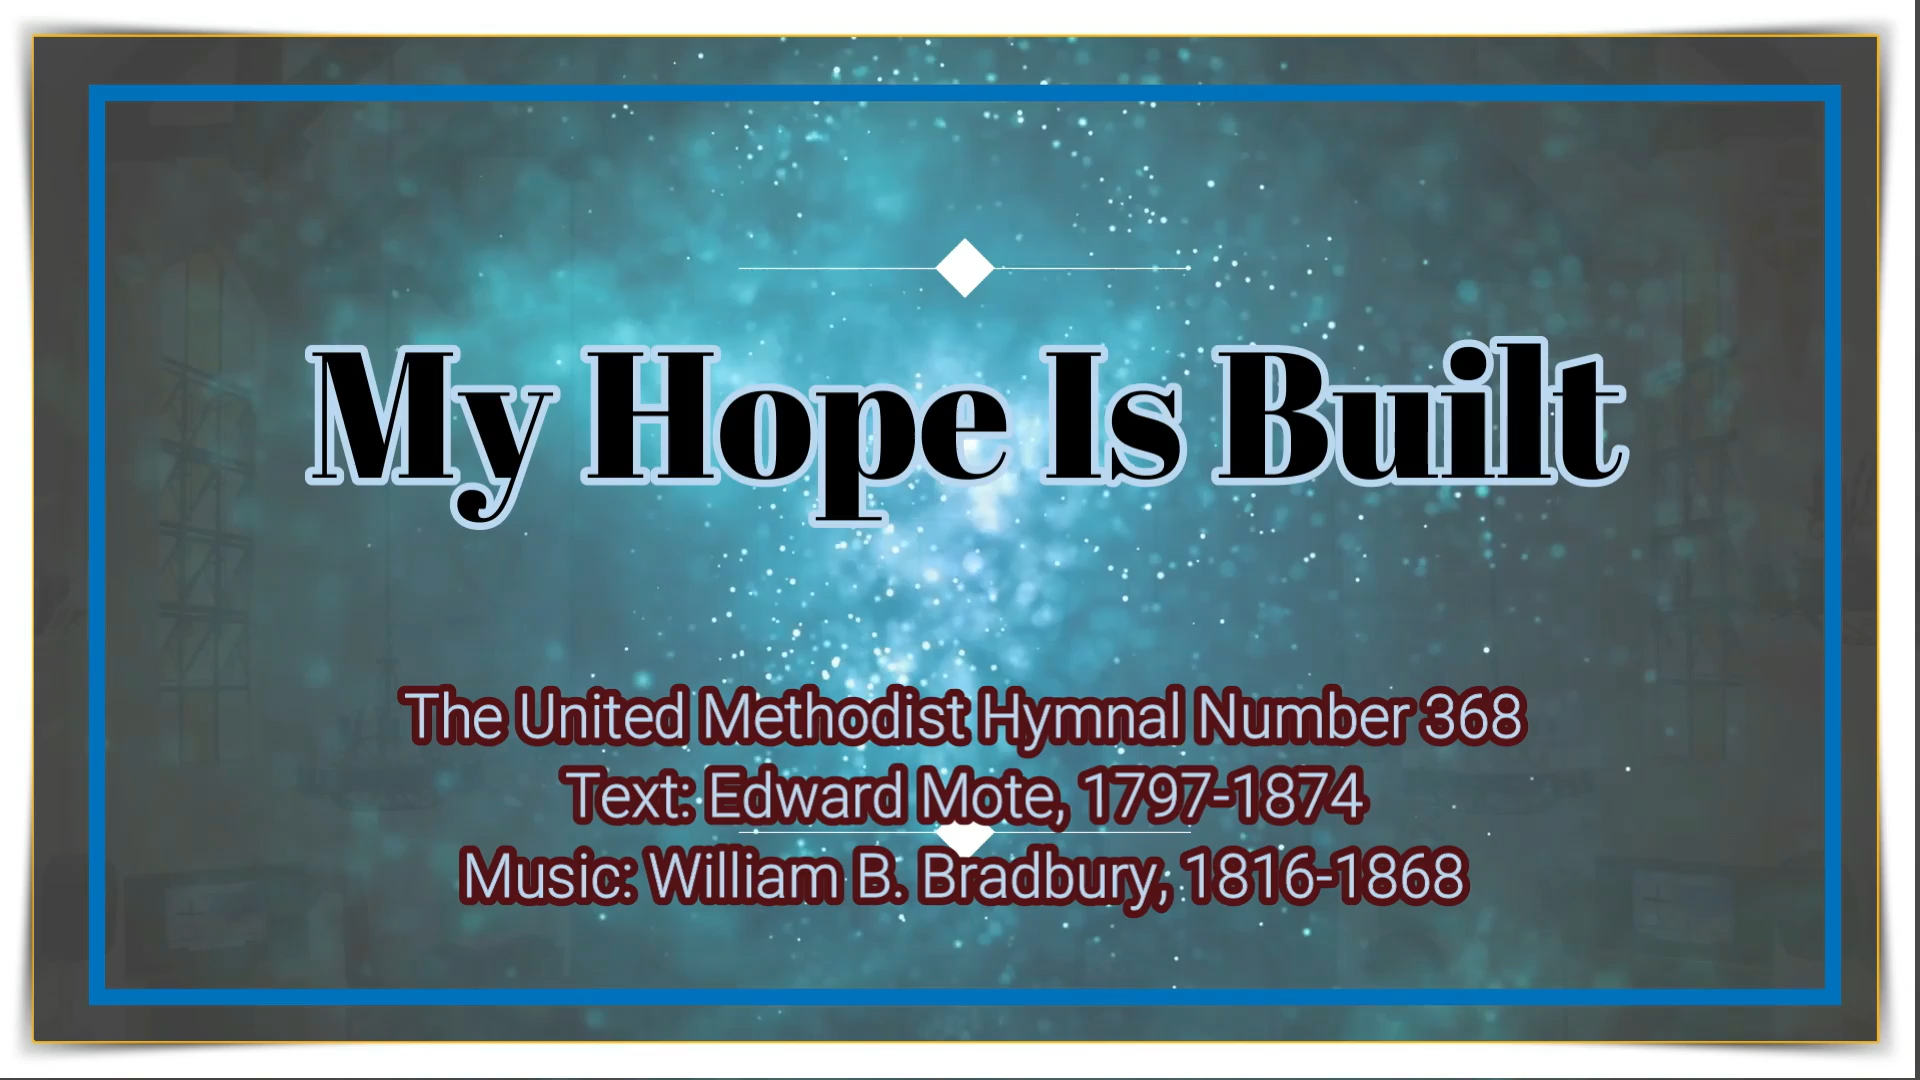 My Hope Is Built
The United Methodist Hymnal Number 368
Text: Edward Mote, 1797-1874
Music: William B. Bradbury, 1816-1868